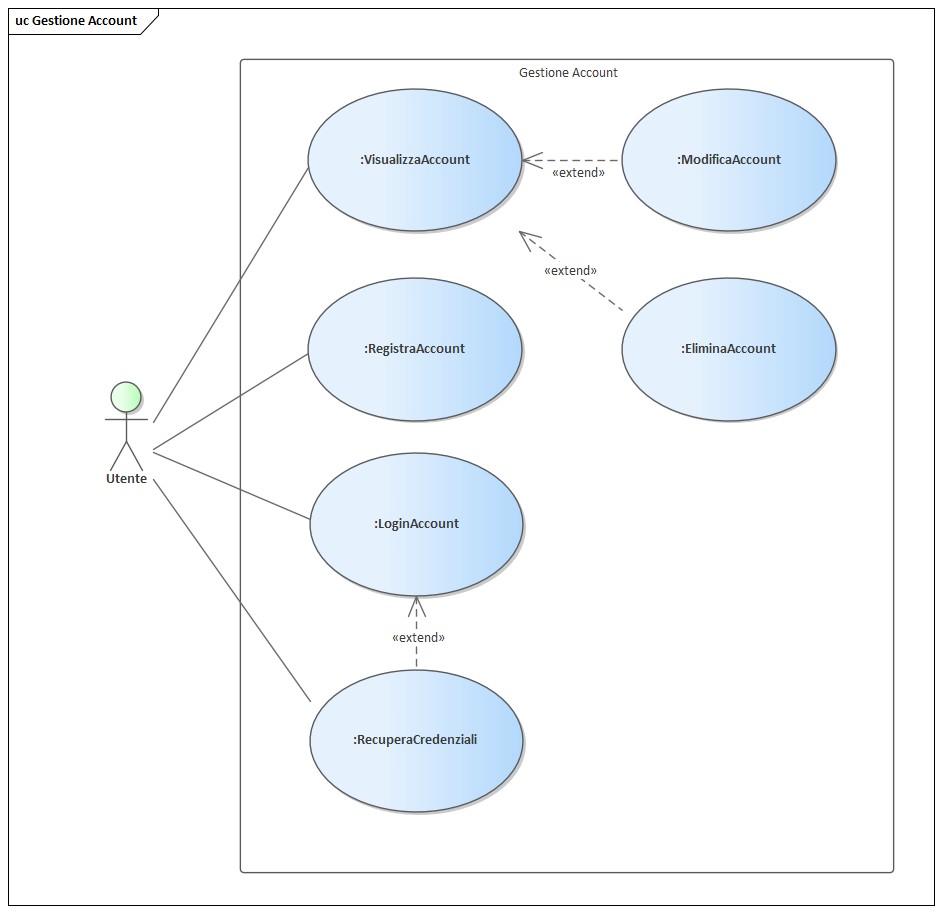 uc Gestione Account
Gestione Account
:VisualizzaAccount
«extend»
:ModificaAccount
«extend»
:RegistraAccount
:EliminaAccount
Utente
:LoginAccount
«extend»
:RecuperaCredenziali